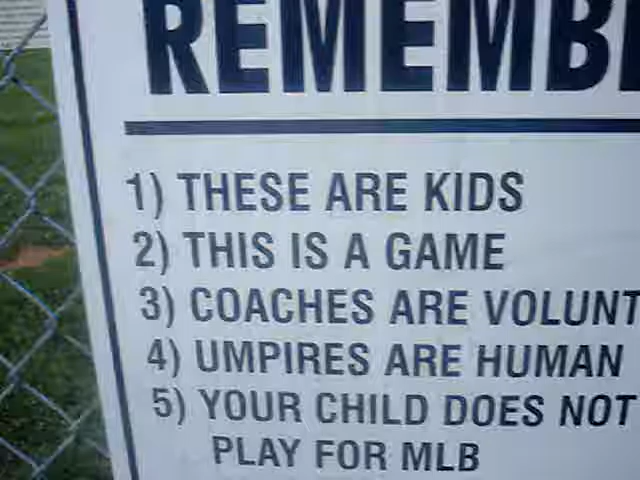 REMEMB
1) THESE ARE KIDS
2) THIS IS A GAME
3) COACHES ARE VOLUNT
4) UMPIRES ARE HUMAN
5) YOUR CHILD DOES NOT
PLAY FOR MLB